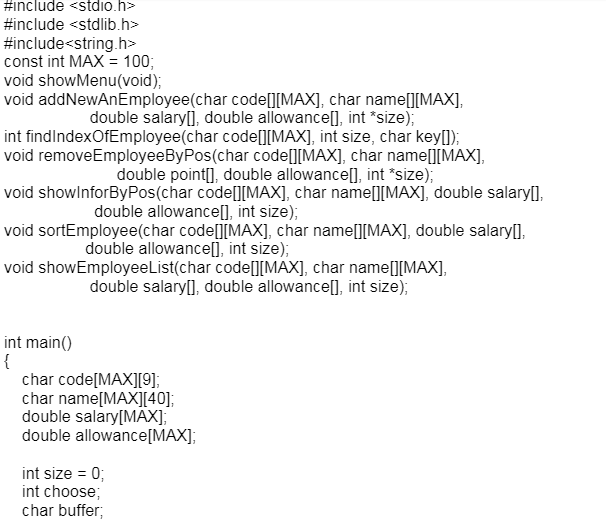 #include <stdio.h>
#include <stdlib.h>
#include<string.h>
const int MAX = 100;
void showMenu(void);
void addNewAnEmployee(char code[][MAX], char name[][MAX],
double salary[], double allowance[], int *size);
int findIndexOfEmployee(char code[][MAX], int size, char key[]);
void removeEmployeeByPos(char code[][MAX], char name[][MAX],
double point[], double allowance[], int *size);
void showInforByPos(char code[][MAX], char name[][MAX], double salary[],
double allowance[], int size);
void sortEmployee(char code[][MAX], char name[][MAX], double salary[],
double allowance[], int size);
void showEmployeeList(char code[][MAX], char name[][MAX],
double salary[], double allowance[], int size);
int main()
{
char code[MAX][9];
char name[MAX][40];
double salary[MAX];
double allowance[MAX];
int size = 0;
int choose;
char buffer;